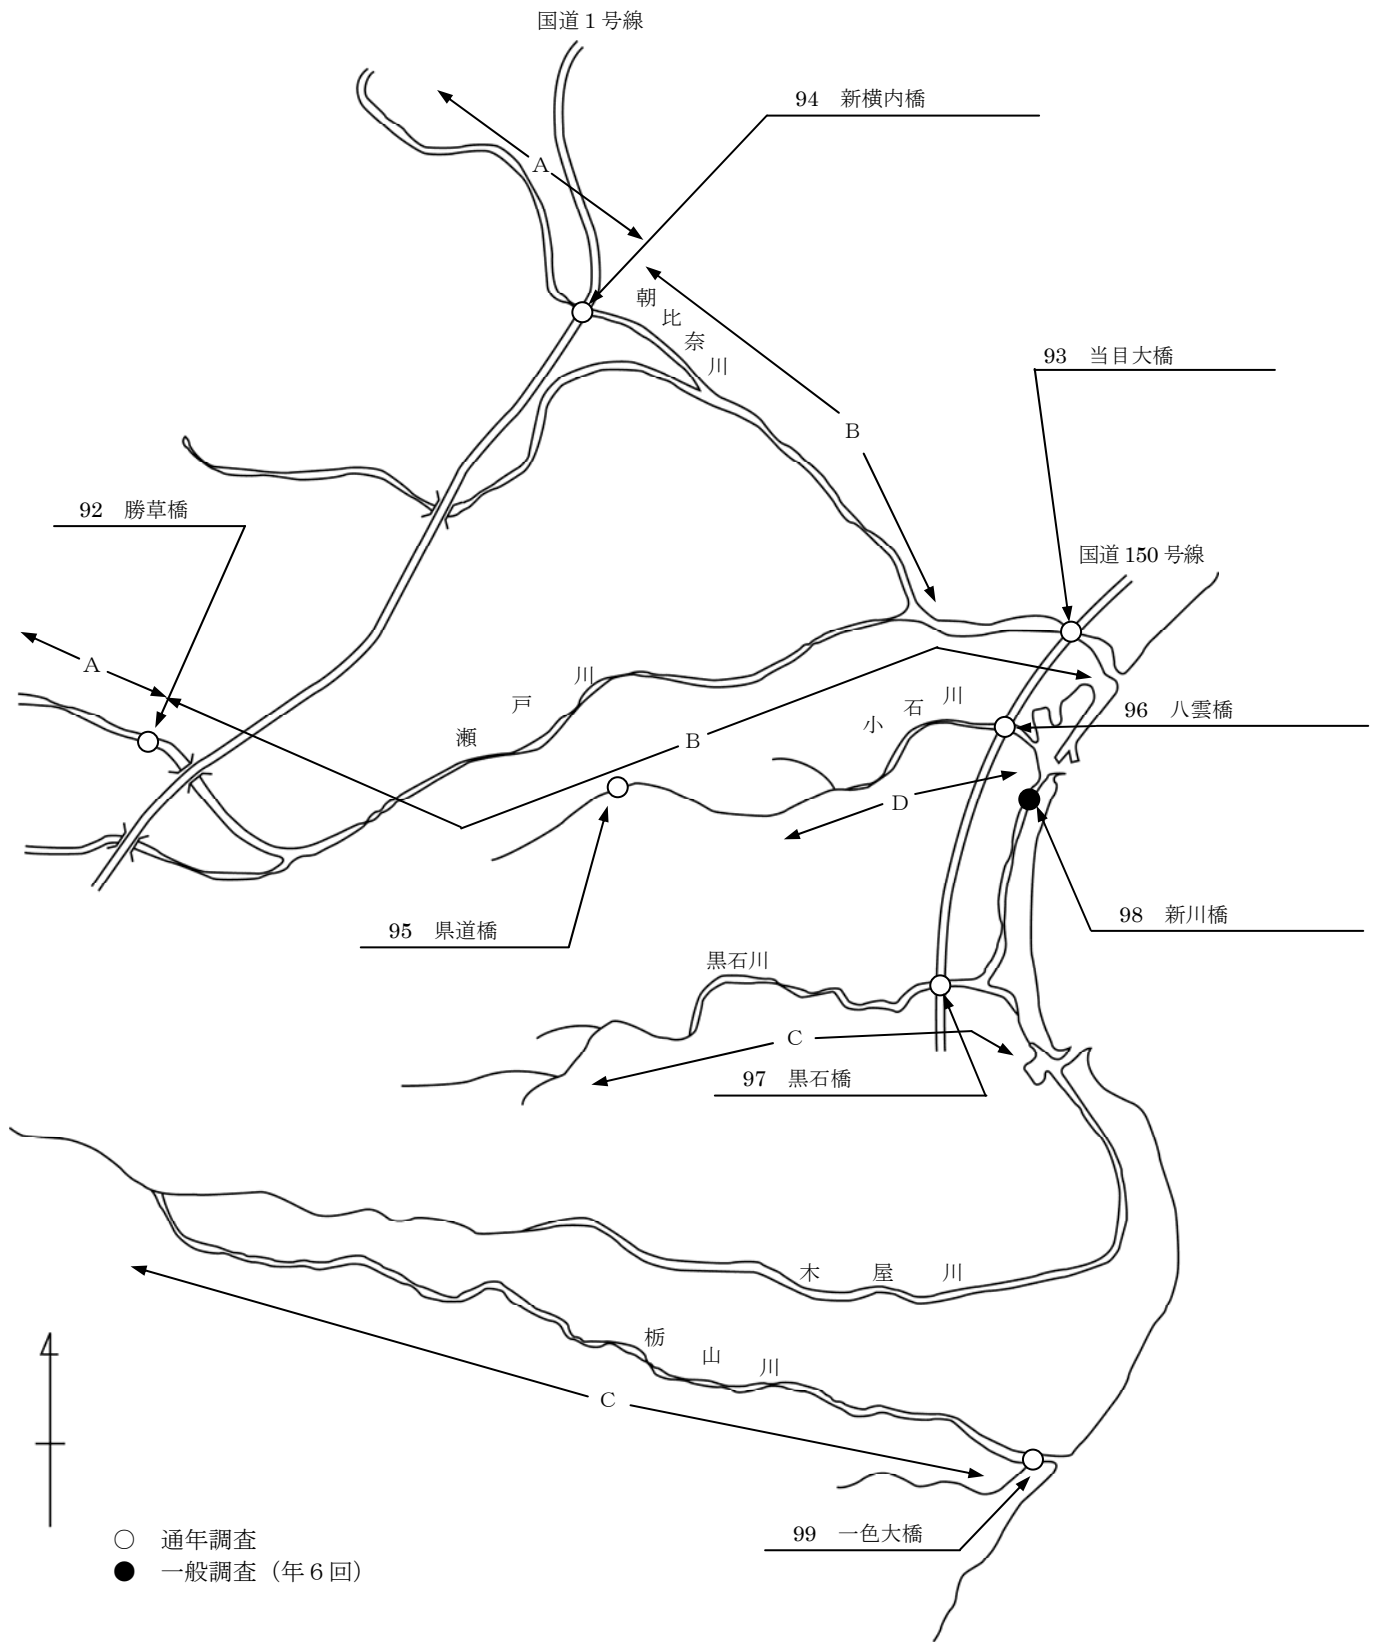 国道1号線
94 新横内橋
A
朝比奈川
93 当目大橋
B
92 勝草橋
国道150号線
A
瀬戸川
小石川
96 八雲橋
B
D
95 県道橋
98 新川橋
黒石川
C
97 黒石橋
木屋川
栃山川
C
99 一色大橋
○ 通年調査
● 一般調査（年６回）